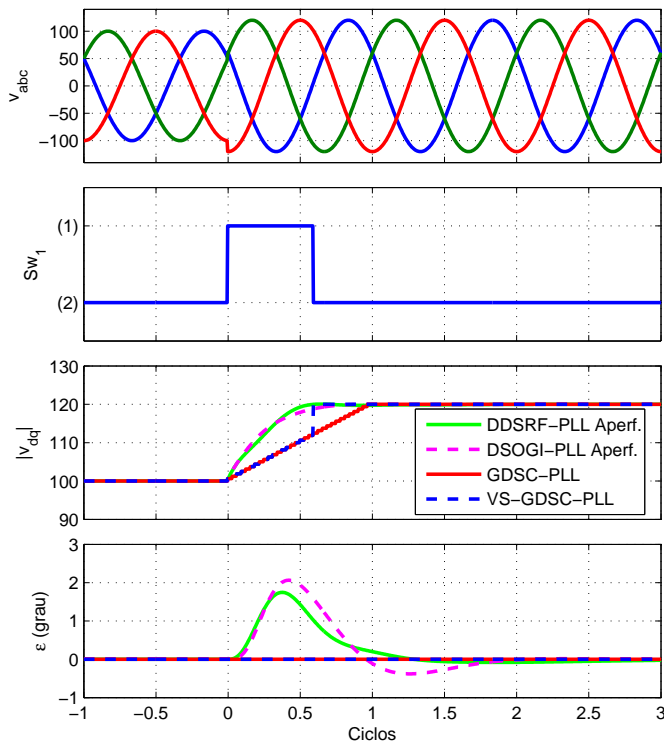 100
50
0
−50
−100
v_abc
(1)
(2)
Sw_1
130
120
110
100
90
|v_dq|
DDSRF−PLL Aperf.
DSOGI−PLL Aperf.
GDSC−PLL
VS−GDSC−PLL
3
2
1
0
−1
ε (grau)
−1 −0.5 0 0.5 1 1.5 2 2.5 3
Ciclos